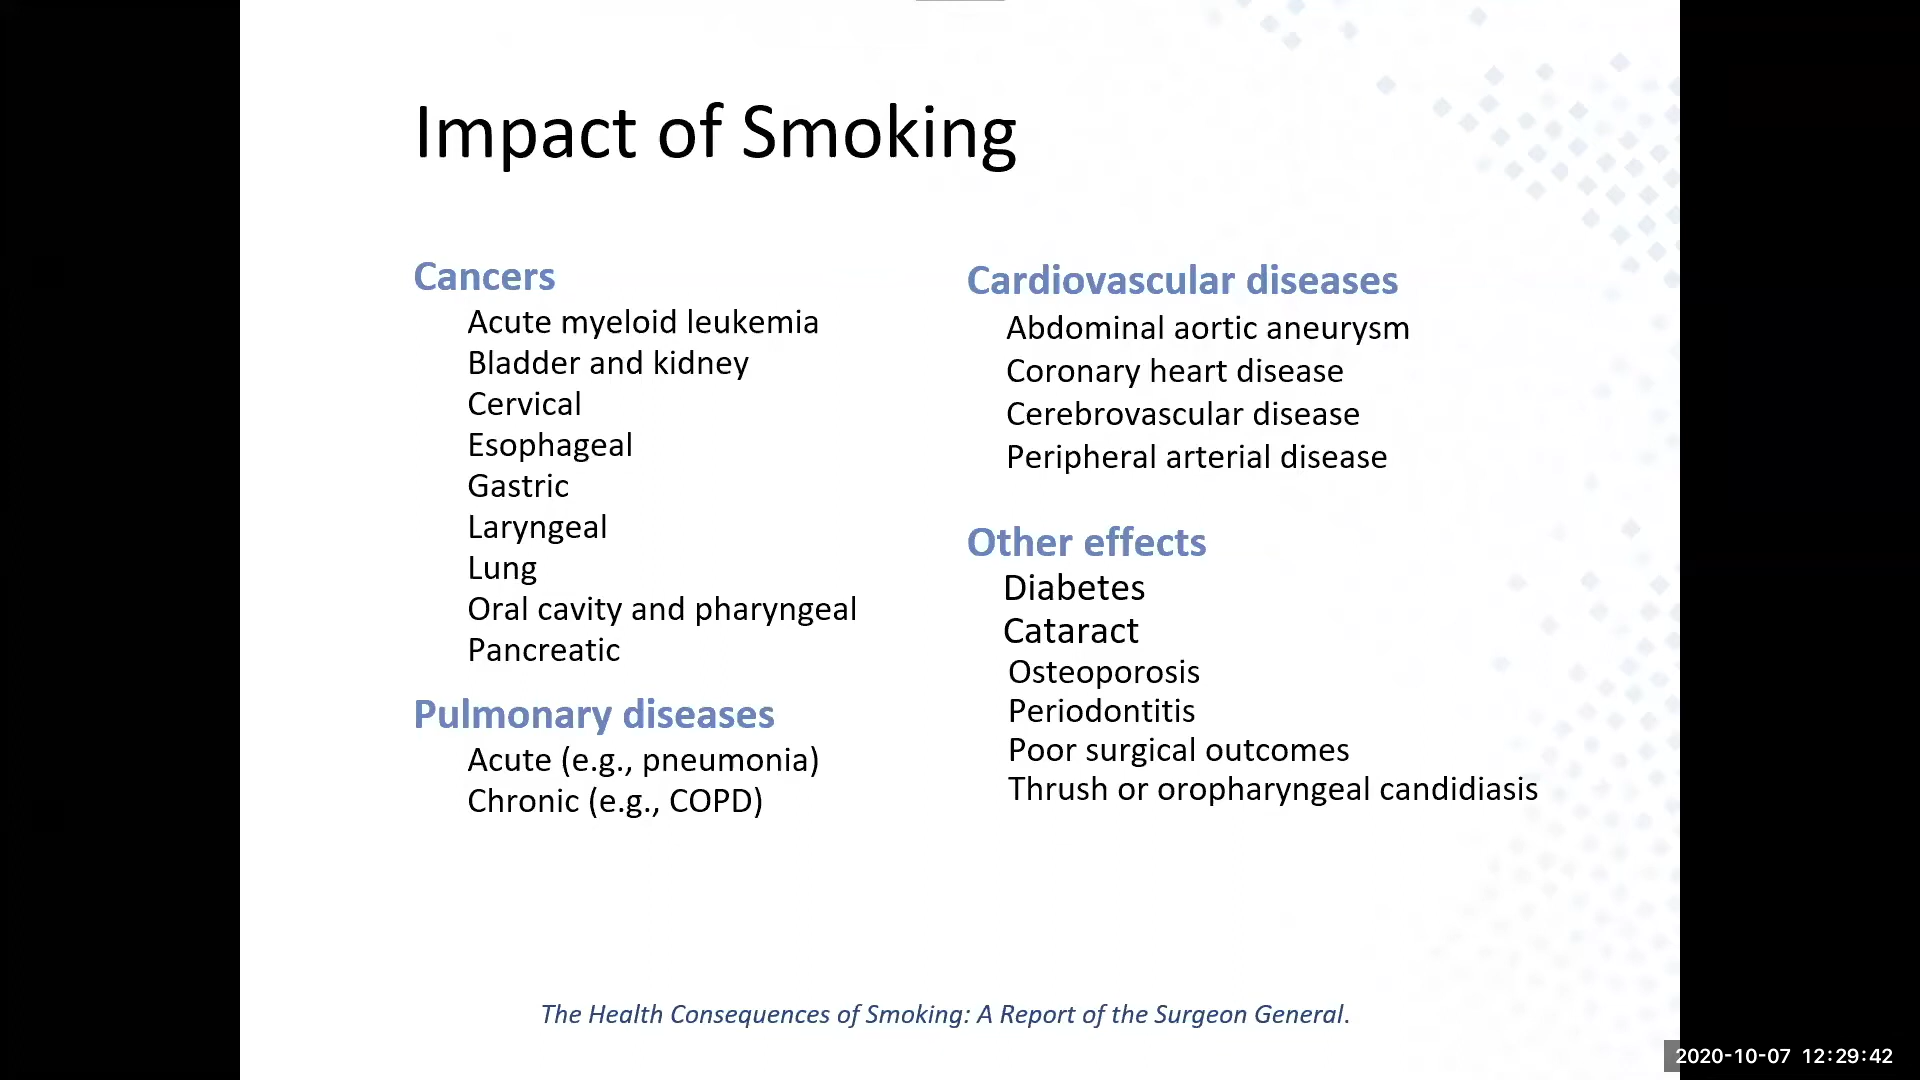 Impact of Smoking
Cancers
Acute myeloid leukemia
Bladder and kidney
Cervical
Esophageal
Gastric
Laryngeal
Lung
Oral cavity and pharyngeal
Pancreatic
Pulmonary diseases
Acute (e.g., pneumonia)
Chronic (e.g., COPD)
Cardiovascular diseases
Abdominal aortic aneurysm
Coronary heart disease
Cerebrovascular disease
Peripheral arterial disease
Other effects
Diabetes
Cataract
Osteoporosis
Periodontitis
Poor surgical outcomes
Thrush or oropharyngeal candidiasis
The Health Consequences of Smoking: A Report of the Surgeon General.
2020-10-07 12:29:42